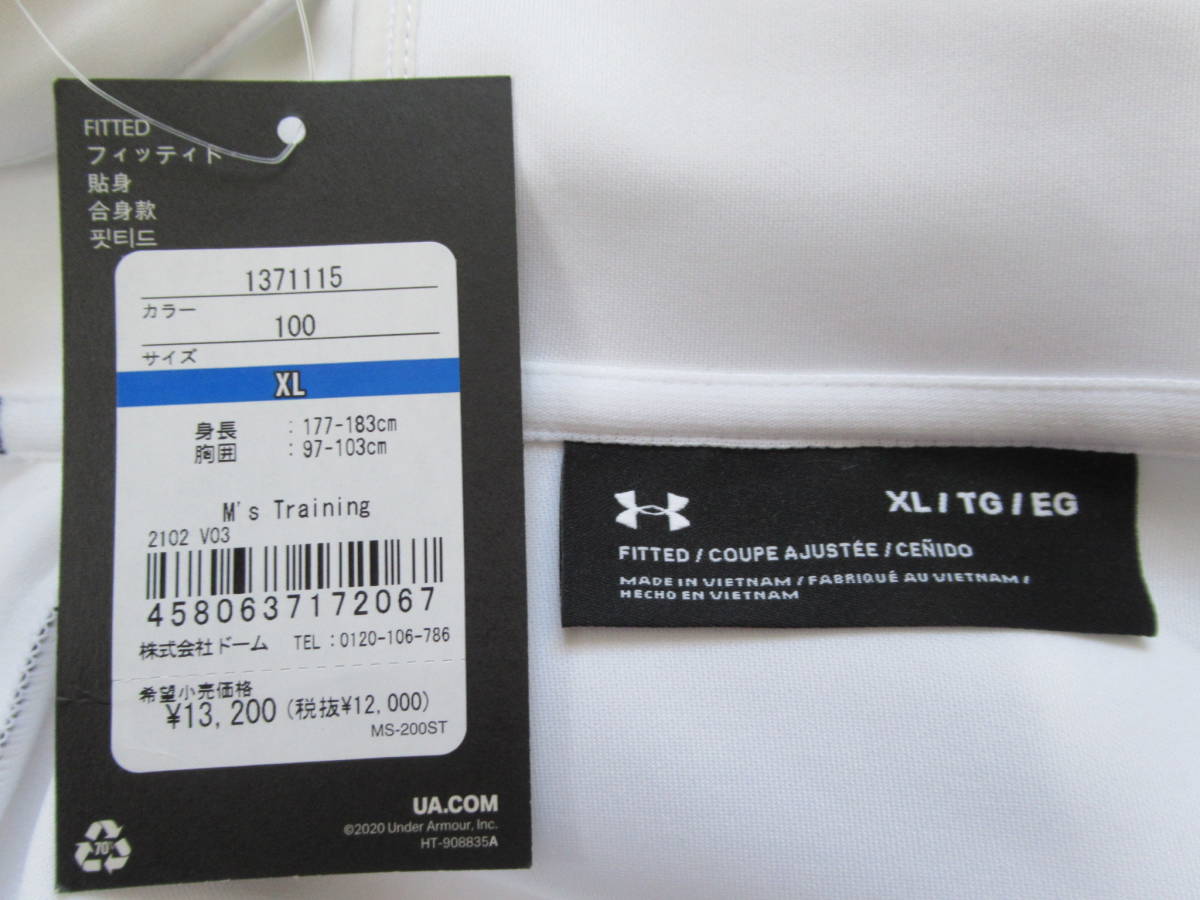 FITTED
フィッティド
貼身
合身款
핏티드
1371115
カラー
100
サイズ
XL
身長 : 177-183cm
胸囲 : 97-103cm
M's Training
2102 V03
4580637172067
株式会社ドーム TEL:0120-106-786
希望小売価格
¥13,200(税抜¥12,000)
MS-200ST
UA.COM
©2020 Under Armour, Inc.
HT-908835A
70%
XL / TG / EG
FITTED / COUPE AJUSTÉE / CEÑIDO
MADE IN VIETNAM / FABRIQUÉ AU VIETNAM /
HECHO EN VIETNAM